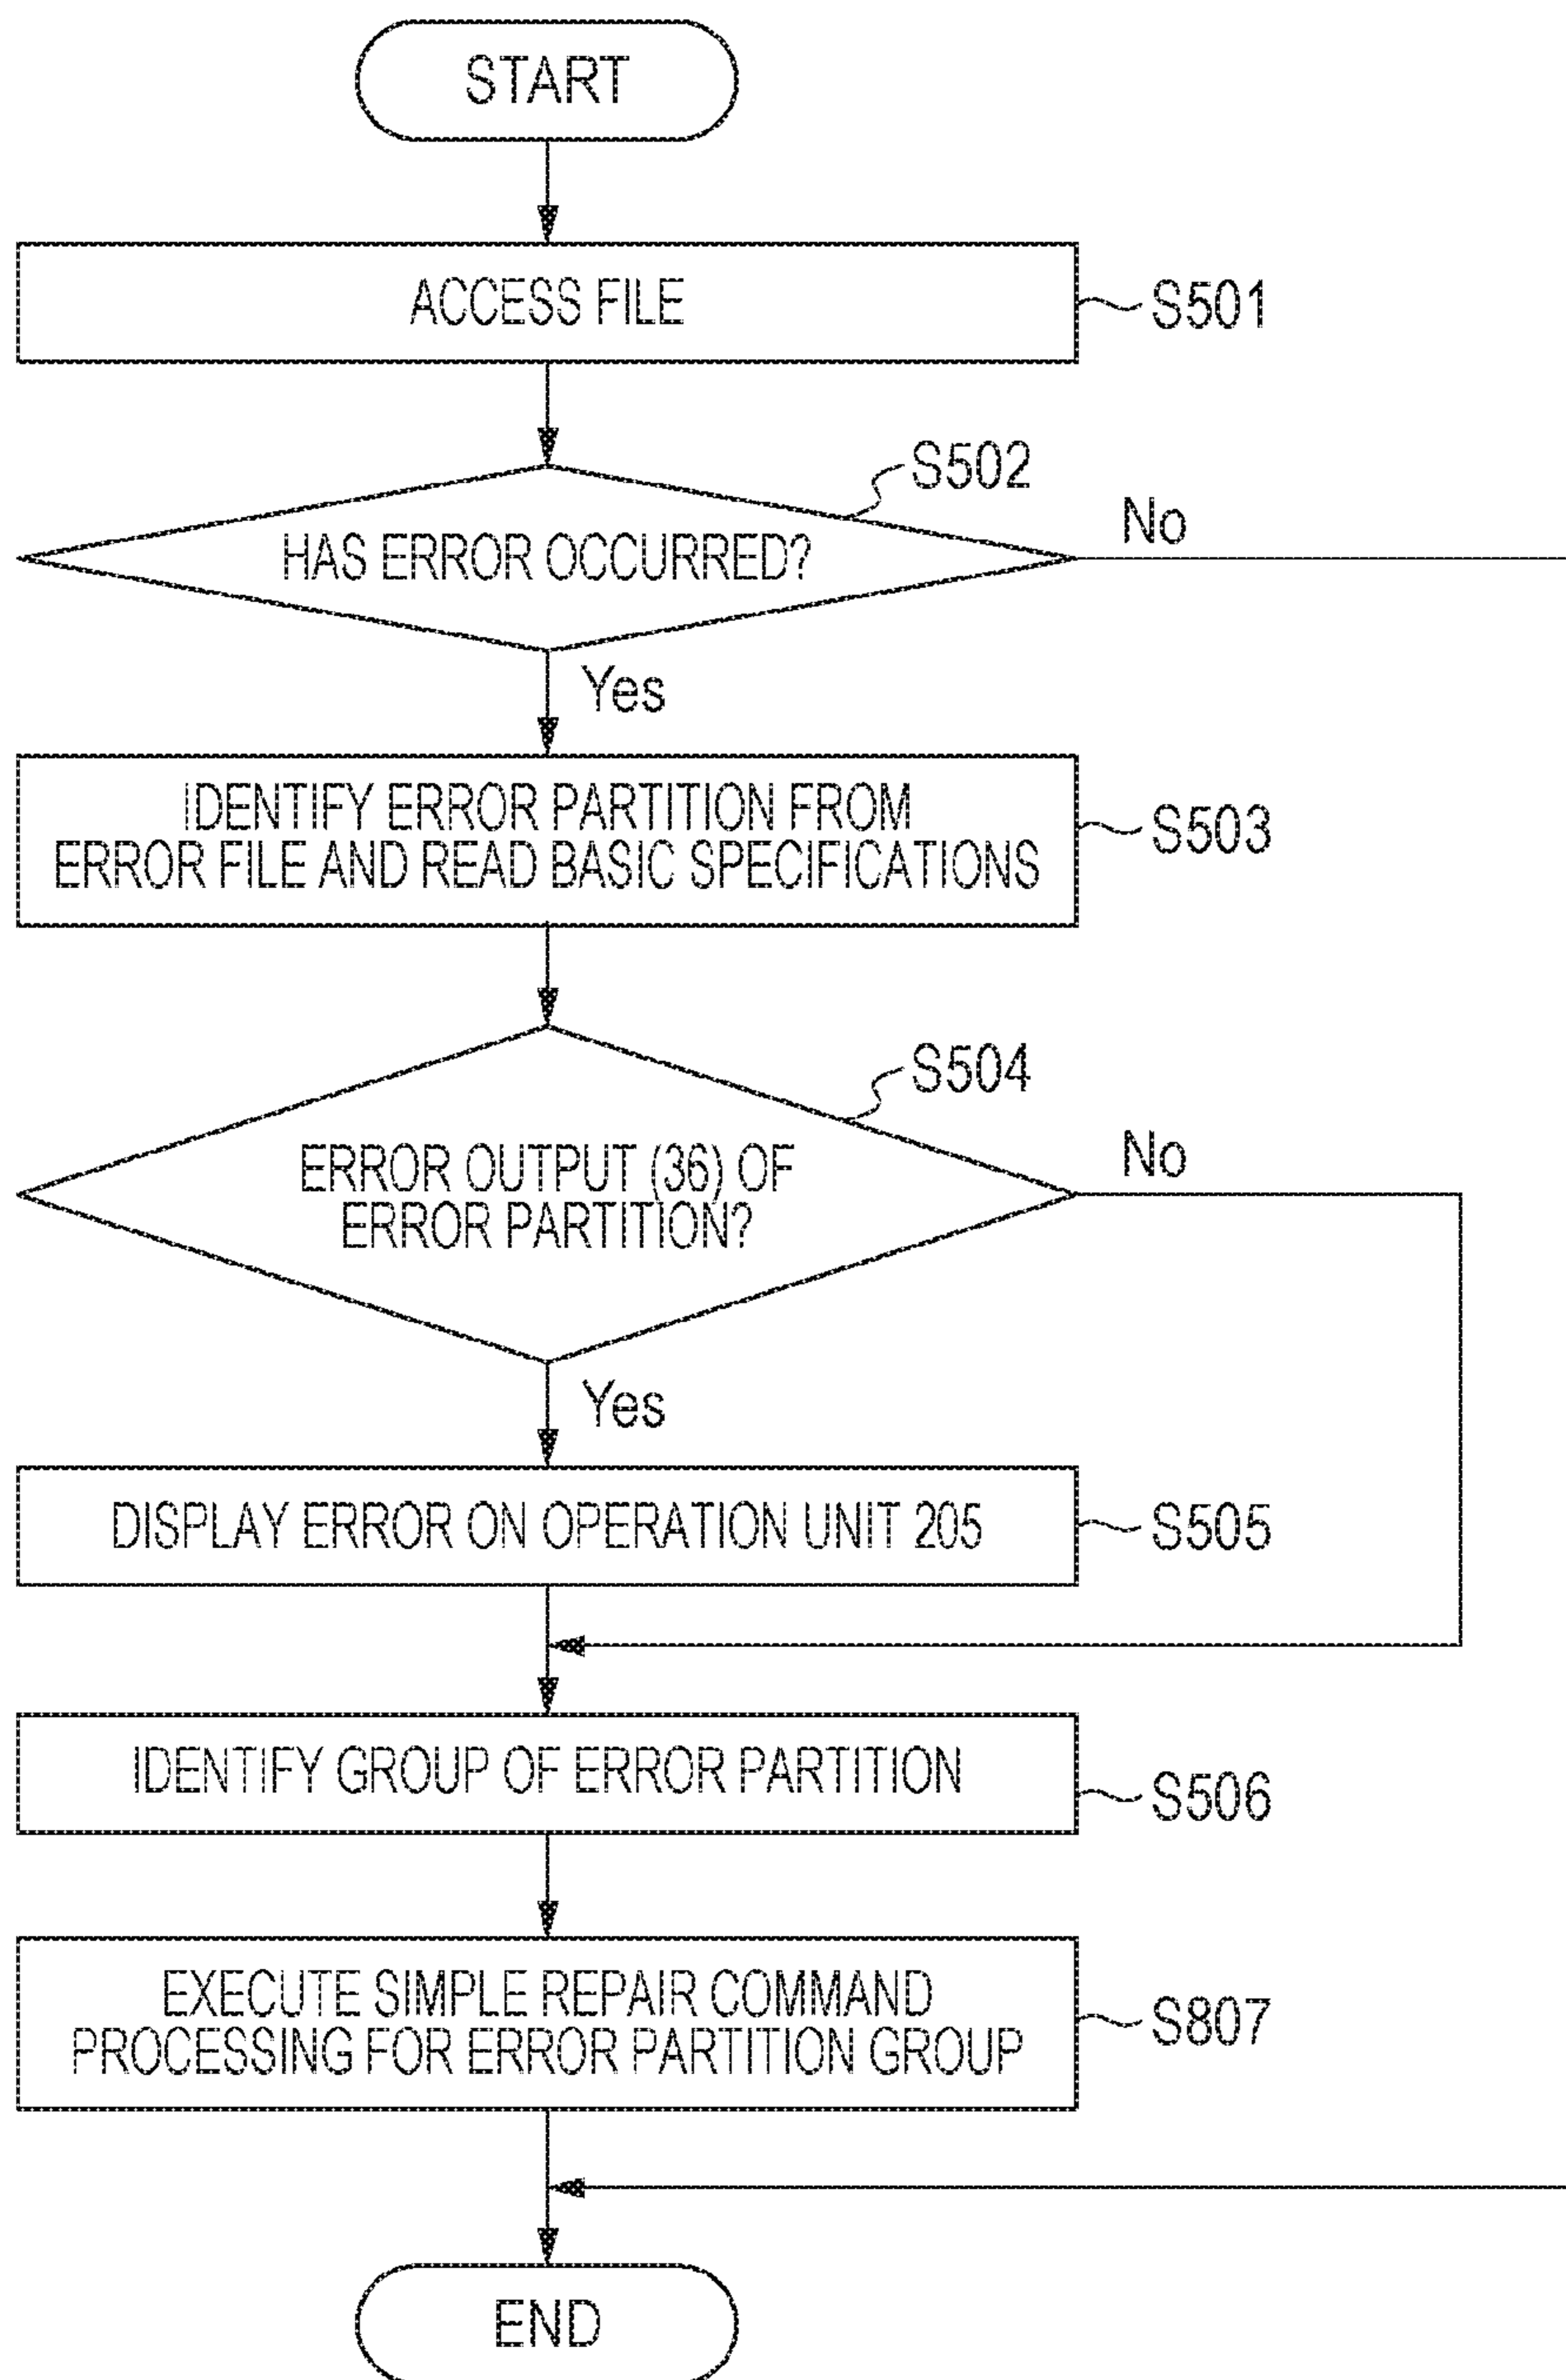 START
ACCESS FILE
S501
S502
HAS ERROR OCCURRED?
No
Yes
IDENTIFY ERROR PARTITION FROM
ERROR FILE AND READ BASIC SPECIFICATIONS
S503
S504
ERROR OUTPUT (36) OF
ERROR PARTITION?
No
Yes
DISPLAY ERROR ON OPERATION UNIT 205
S505
IDENTIFY GROUP OF ERROR PARTITION
S506
EXECUTE SIMPLE REPAIR COMMAND
PROCESSING FOR ERROR PARTITION GROUP
S807
END